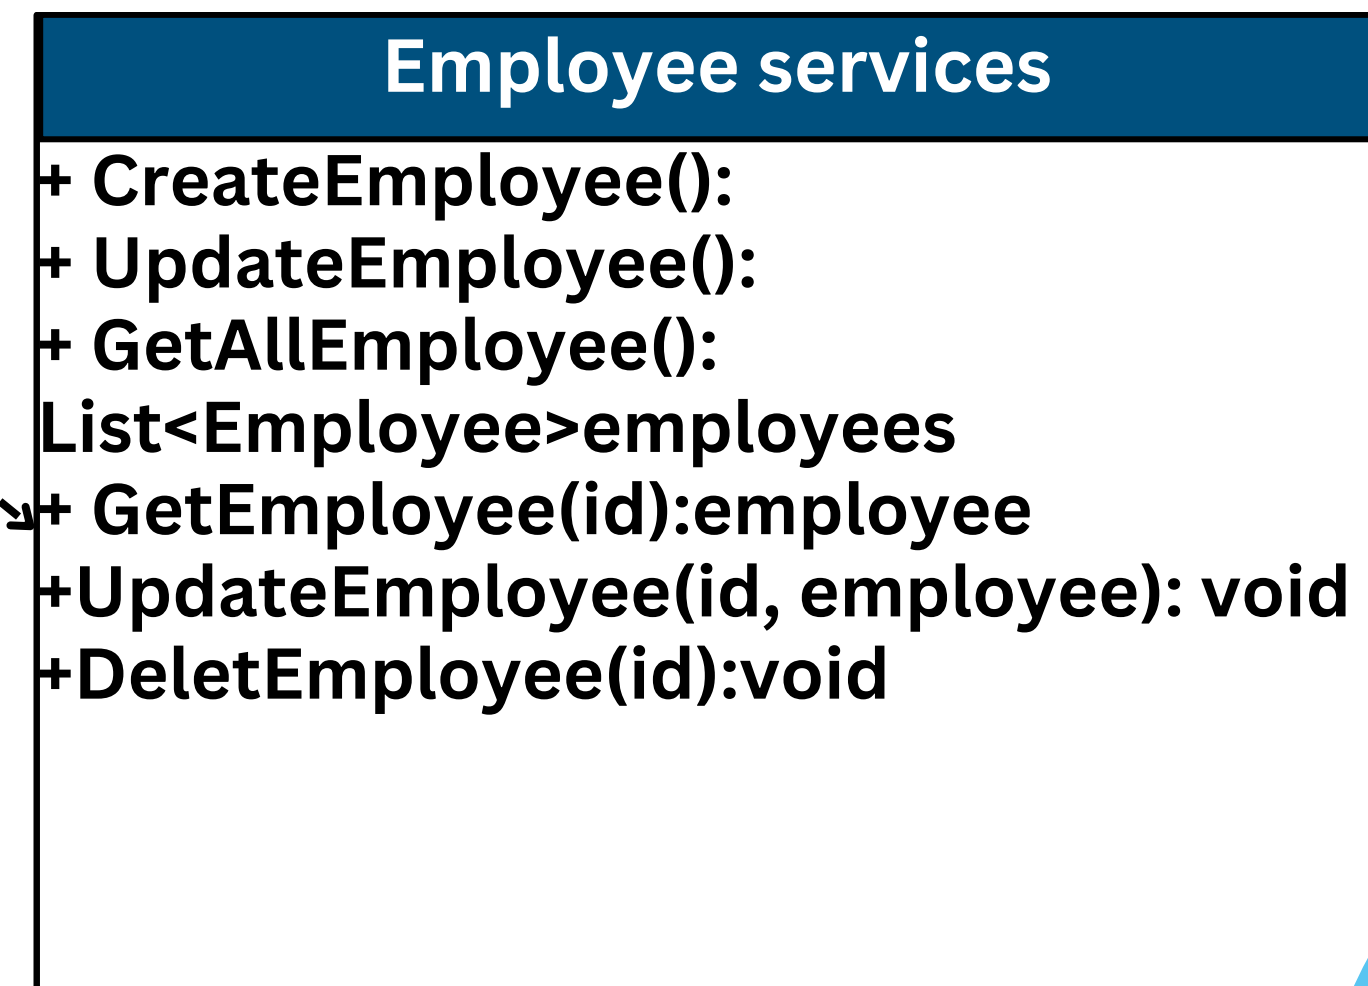 Employee services
+ CreateEmployee():
+ UpdateEmployee():
+ GetAllEmployee():
List<Employee>employees
+ GetEmployee(id):employee
+UpdateEmployee(id, employee): void
+DeletEmployee(id):void